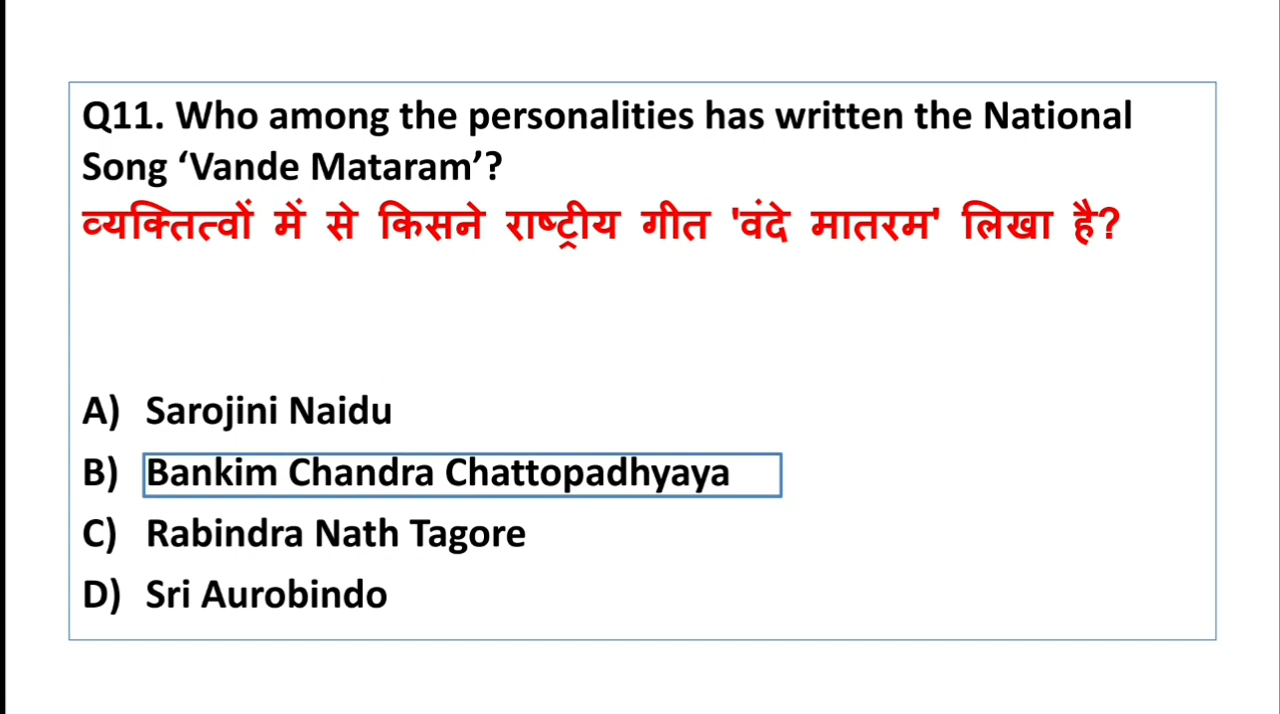 Q11. Who among the personalities has written the National
Song ‘Vande Mataram’?
व्यक्तित्वों में से किसने राष्ट्रीय गीत 'वंदे मातरम' लिखा है?
A) Sarojini Naidu
B) Bankim Chandra Chattopadhyaya
C) Rabindra Nath Tagore
D) Sri Aurobindo